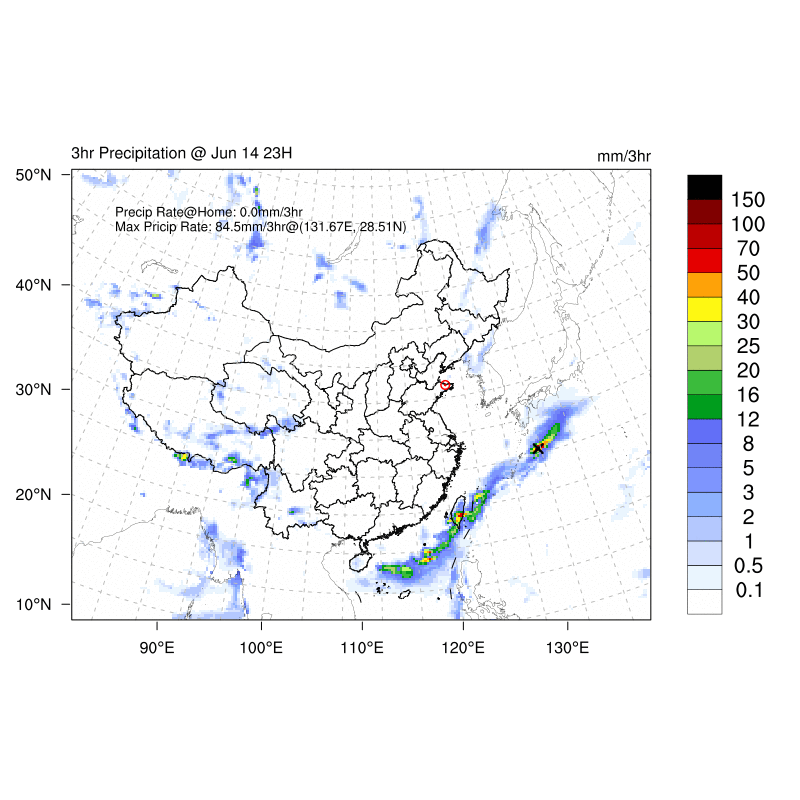 3hr Precipitation @ Jun 14 23H
mm/3hr
Precip Rate@Home: 0.0mm/3hr
Max Pricip Rate: 84.5mm/3hr@(131.67E, 28.51N)
50°N
40°N
30°N
20°N
10°N
90°E
100°E
110°E
120°E
130°E
150
100
70
50
40
30
25
20
16
12
8
5
3
2
1
0.5
0.1